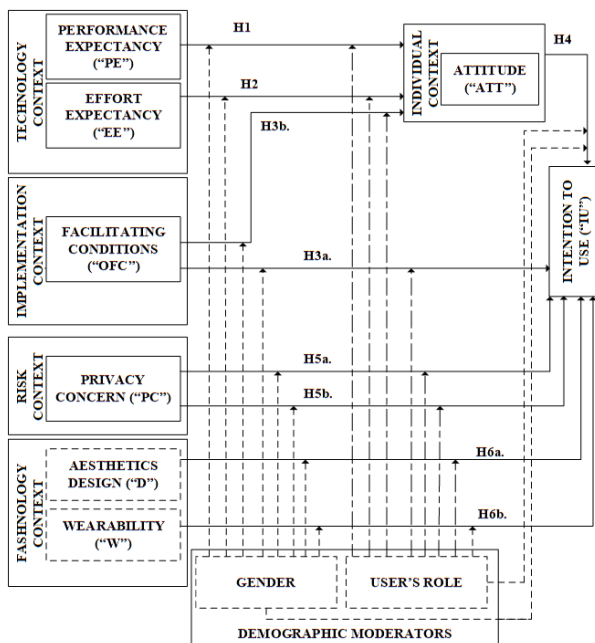 TECHNOLOGY
CONTEXT
PERFORMANCE
EXPECTANCY
(“PE”)
EFFORT
EXPECTANCY
(“EE”)
H1
H2
H3b.
INDIVIDUAL
CONTEXT
ATTITUDE
(“ATT”)
H4
IMPLEMENTATION
CONTEXT
FACILITATING
CONDITIONS
(“OFC”)
H3a.
INTENTION TO
USE (“IU”)
RISK
CONTEXT
PRIVACY
CONCERN (“PC”)
H5a.
H5b.
FASHNOLOGY
CONTEXT
AESTHETICS
DESIGN (“D”)
WEARABILITY
(“W”)
H6a.
H6b.
GENDER
USER'S ROLE
DEMOGRAPHIC MODERATORS